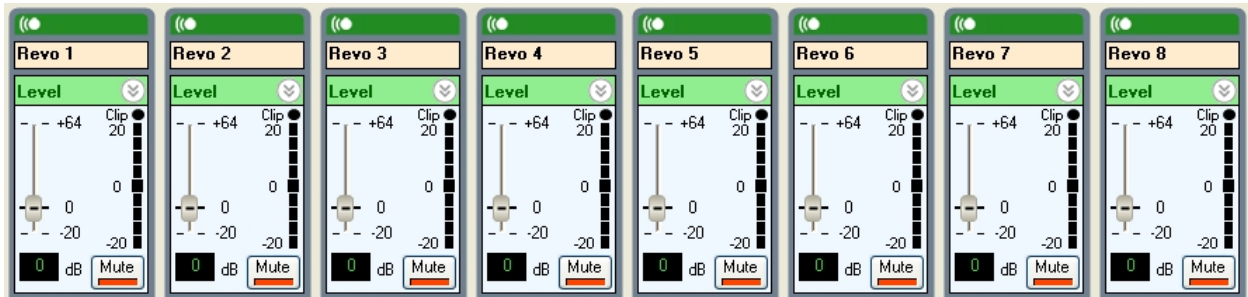 Revo 1 Revo 2 Revo 3 Revo 4 Revo 5 Revo 6 Revo 7 Revo 8
Level Level Level Level Level Level Level Level
+64 Clip +64 Clip +64 Clip +64 Clip +64 Clip +64 Clip +64 Clip +64 Clip
20 20 20 20 20 20 20 20
0 0 0 0 0 0 0 0
0 0 0 0 0 0 0 0
-20 -20 -20 -20 -20 -20 -20 -20
-20 -20 -20 -20 -20 -20 -20 -20
0 dB Mute 0 dB Mute 0 dB Mute 0 dB Mute 0 dB Mute 0 dB Mute 0 dB Mute 0 dB Mute